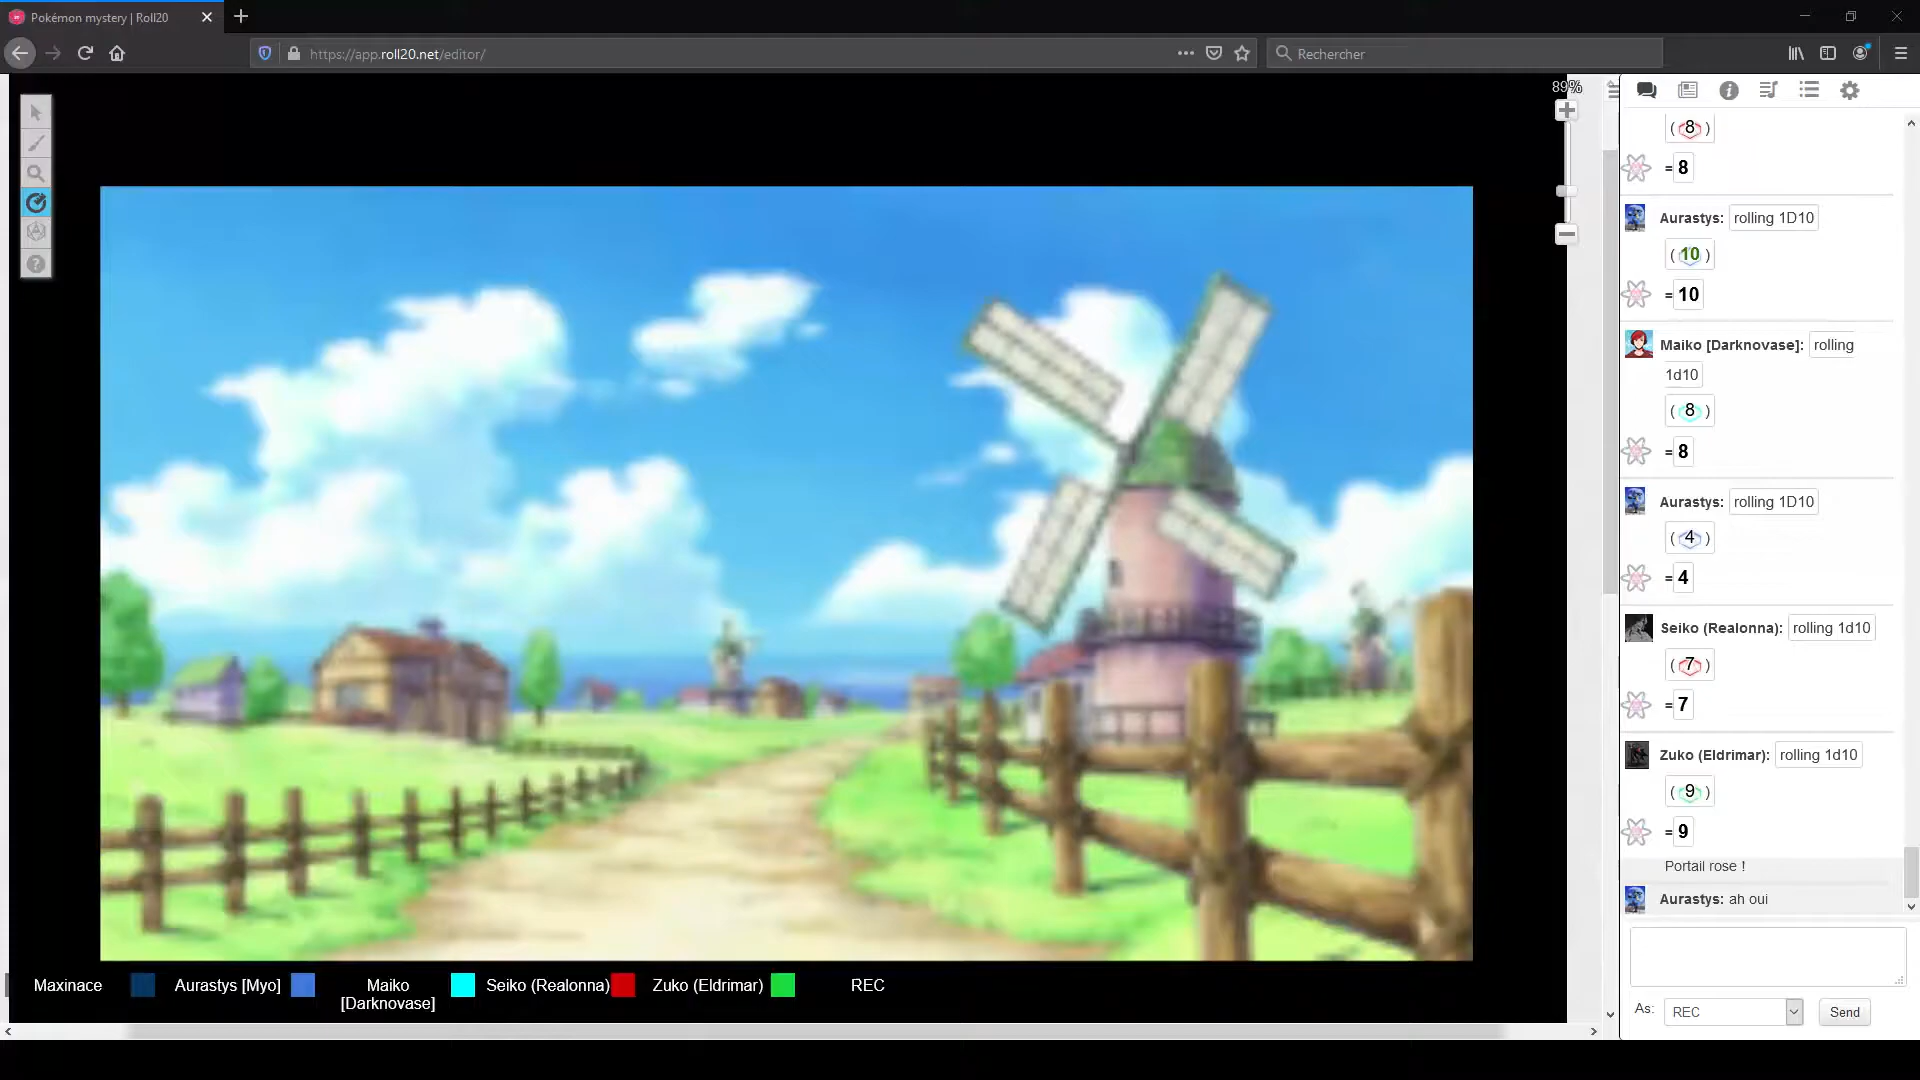 Pokémon mystery | Roll20
https://app.roll20.net/editor/
Rechercher
89%
(8)
=8
Aurastys: rolling 1D10
(10)
=10
Maiko [Darknovase]: rolling
1d10
(8)
=8
Aurastys: rolling 1D10
(4)
=4
Seiko (Realonna): rolling 1d10
(7)
=7
Zuko (Eldrimar): rolling 1d10
(9)
=9
Portail rose !
Aurastys: ah oui
As: REC Send
Maxinace Aurastys [Myo] Maiko Seiko (Realonna) Zuko (Eldrimar) REC
[Darknovase]